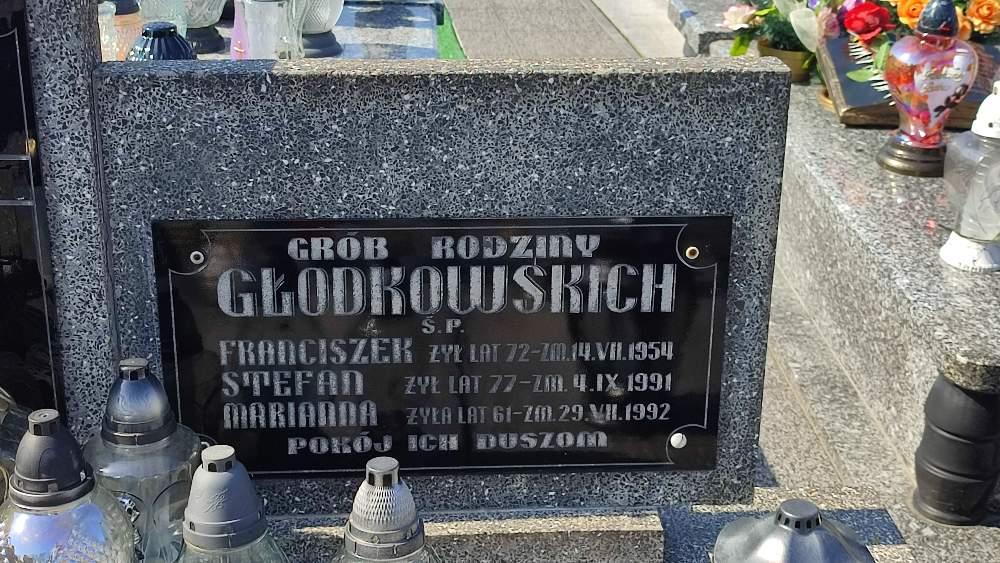 GRÓB RODZINY
GŁODKOWSKICH
Ś.P.
FRANCISZEK ŻYŁ LAT 72-ZM.14.VII.1954
STEFAN ŻYŁ LAT 77-ZM. 4.IX.1991
MARIANNA ŻYŁA LAT 61-ZM.29.VII.1992
POKÓJ ICH DUSZOM